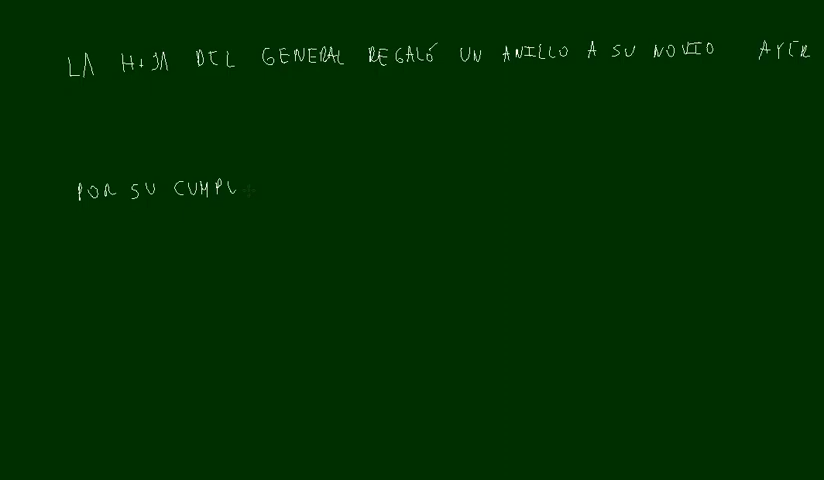 LA HIJA DEL GENERAL REGALÓ UN ANILLO A SU NOVIO AYER
POR SU CUMPL